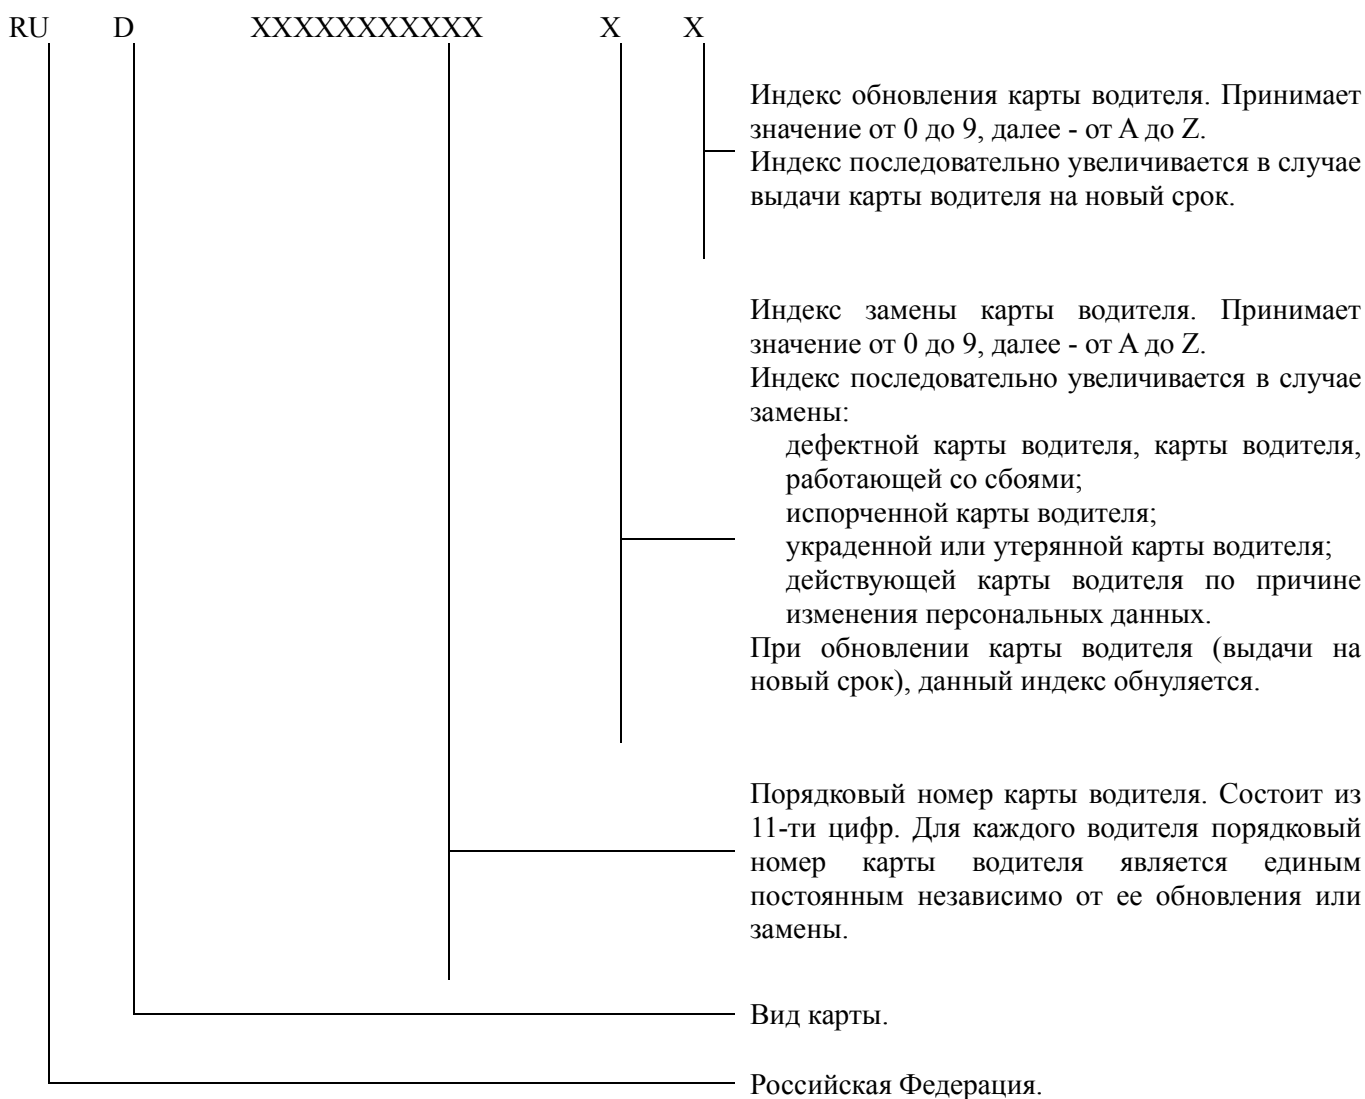 RU D XXXXXXXXXXX X X
Индекс обновления карты водителя. Принимает
значение от 0 до 9, далее - от A до Z.
Индекс последовательно увеличивается в случае
выдачи карты водителя на новый срок.
Индекс замены карты водителя. Принимает
значение от 0 до 9, далее - от A до Z.
Индекс последовательно увеличивается в случае
замены:
дефектной карты водителя, карты водителя,
работающей со сбоями;
испорченной карты водителя;
украденной или утерянной карты водителя;
действующей карты водителя по причине
изменения персональных данных.
При обновлении карты водителя (выдачи на
новый срок), данный индекс обнуляется.
Порядковый номер карты водителя. Состоит из
11-ти цифр. Для каждого водителя порядковый
номер карты водителя является единым
постоянным независимо от ее обновления или
замены.
Вид карты.
Российская Федерация.